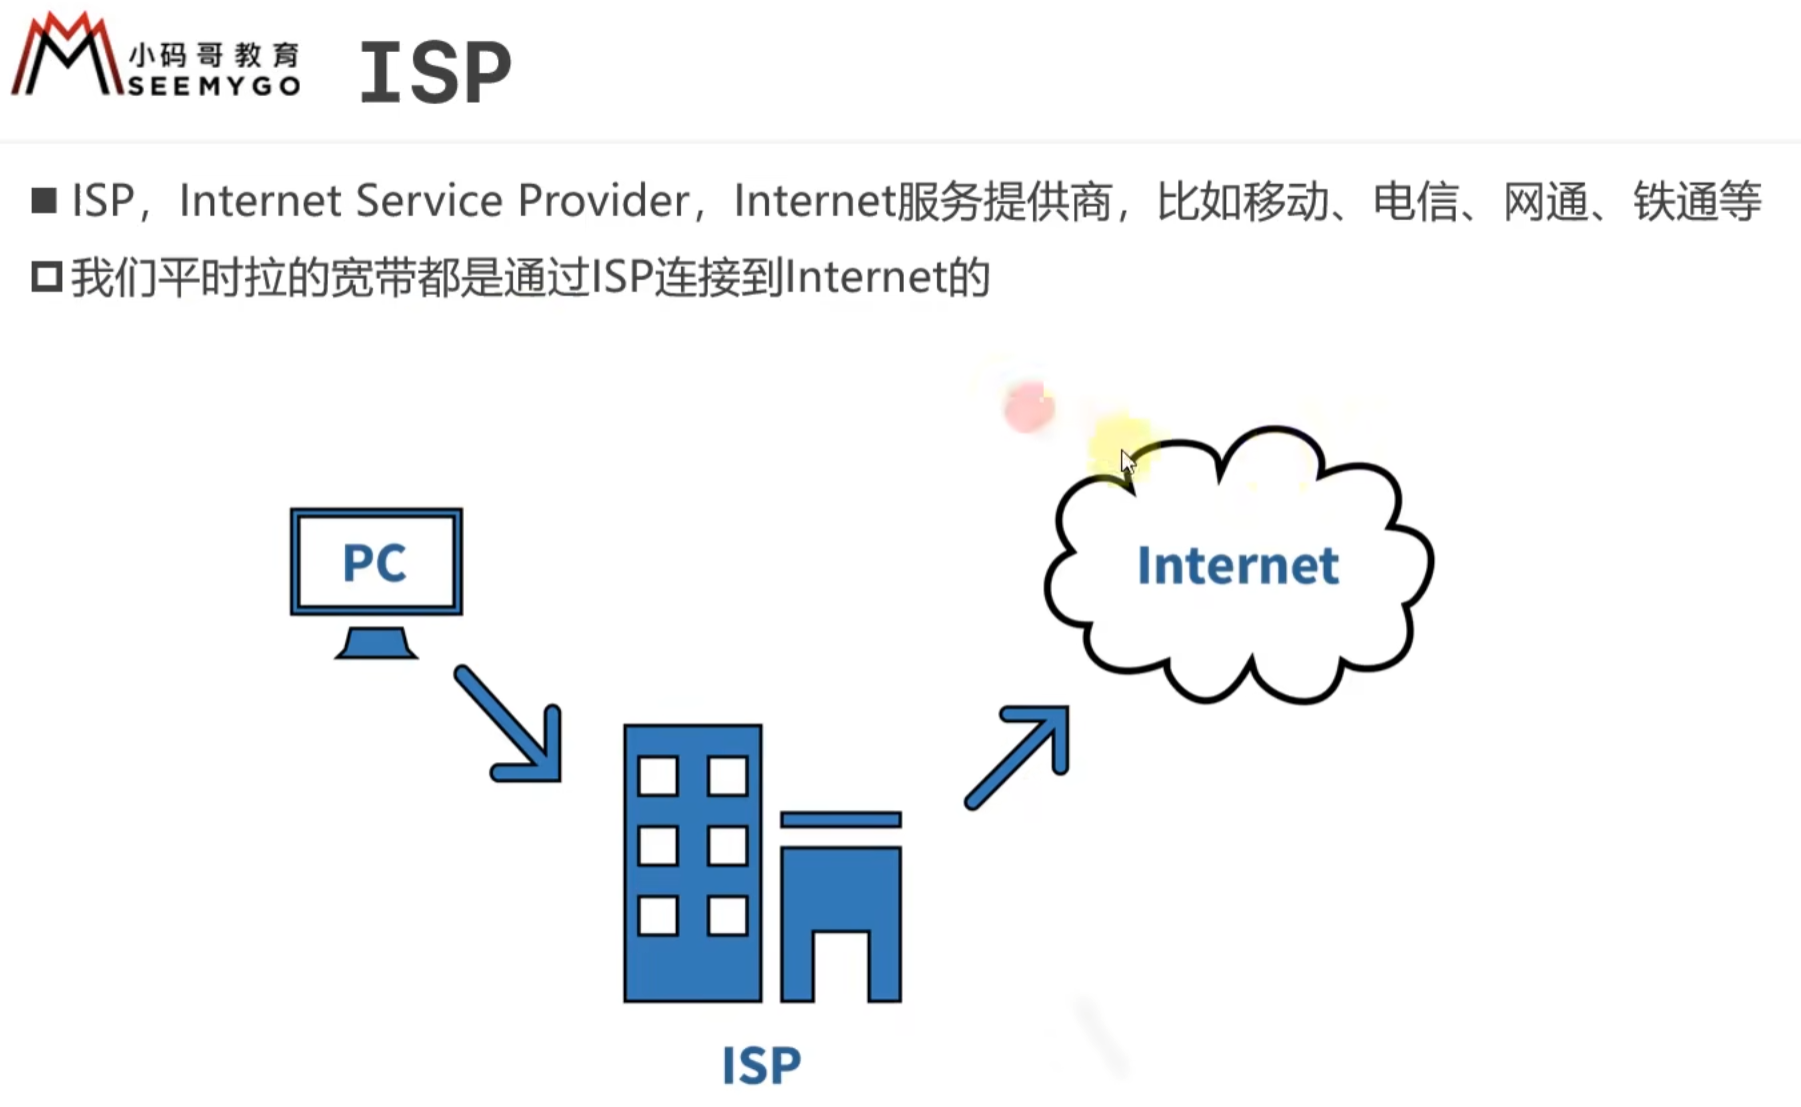 小码哥教育
SEEMYGO
ISP
ISP，Internet Service Provider，Internet服务提供商，比如移动、电信、网通、铁通等
我们平时拉的宽带都是通过ISP连接到Internet的
PC
Internet
ISP